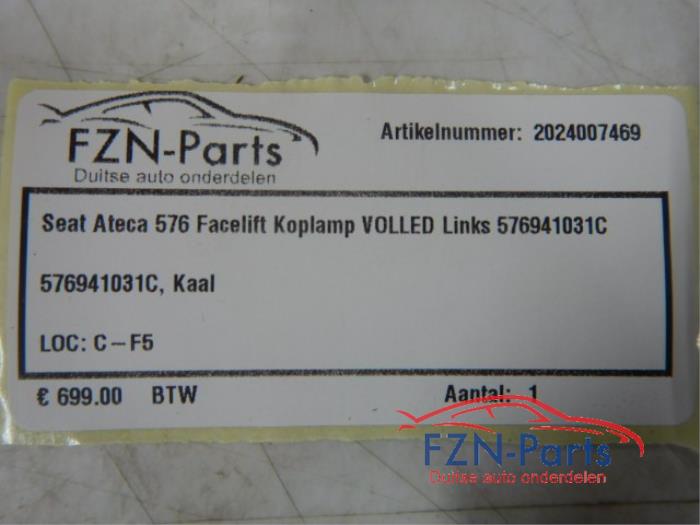 FZN-Parts
Duitse auto onderdelen
Artikelnummer: 2024007469
Seat Ateca 576 Facelift Koplamp VOLLED Links 576941031C
576941031C, Kaal
LOC: C-F5
€ 699.00 BTW Aantal: 1
FZN-Parts
Duitse auto onderdelen